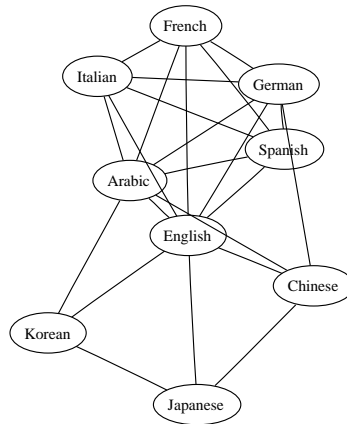 French
Italian
German
Spanish
Arabic
English
Chinese
Korean
Japanese